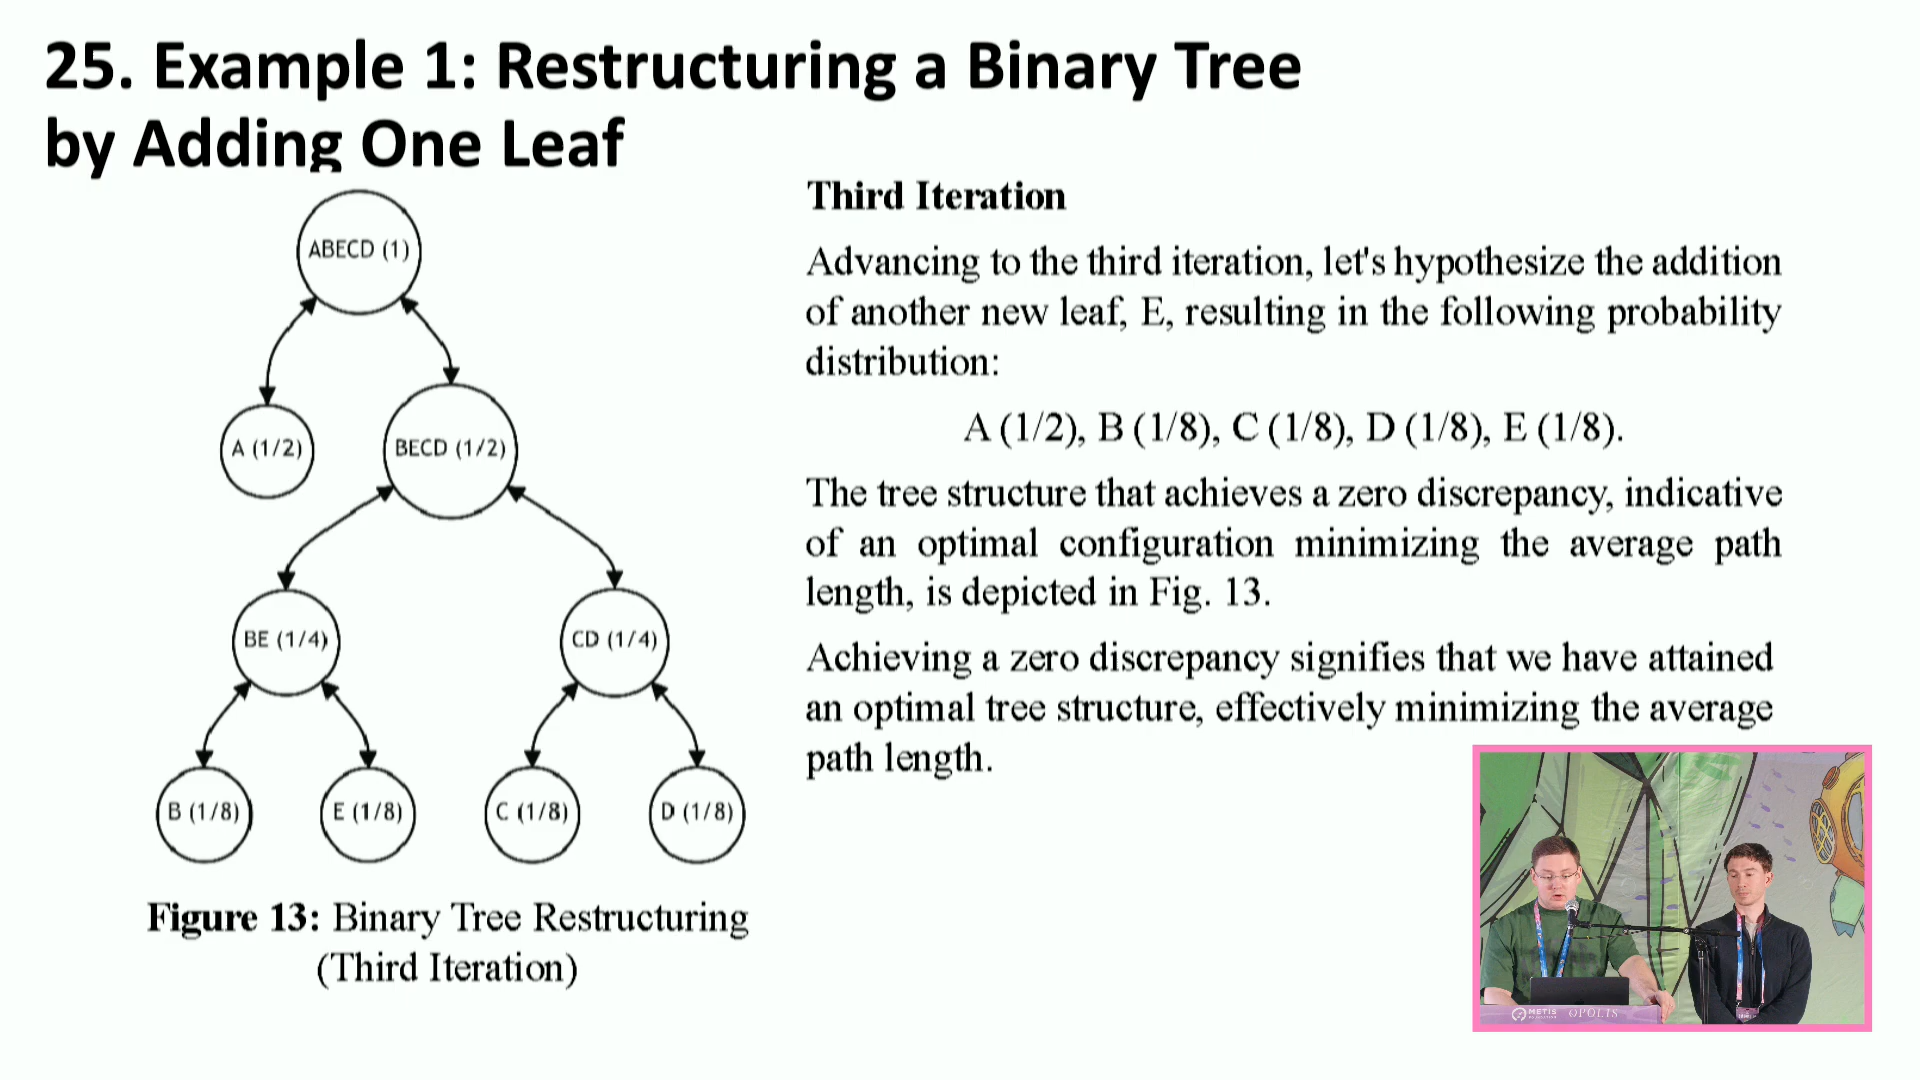 25. Example 1: Restructuring a Binary Tree
by Adding One Leaf
ABECD (1)
A (1/2)
BECD (1/2)
BE (1/4)
CD (1/4)
B (1/8)
E (1/8)
C (1/8)
D (1/8)
Figure 13: Binary Tree Restructuring
(Third Iteration)
Third Iteration
Advancing to the third iteration, let's hypothesize the addition
of another new leaf, E, resulting in the following probability
distribution:
A (1/2), B (1/8), C (1/8), D (1/8), E (1/8).
The tree structure that achieves a zero discrepancy, indicative
of an optimal configuration minimizing the average path
length, is depicted in Fig. 13.
Achieving a zero discrepancy signifies that we have attained
an optimal tree structure, effectively minimizing the average
path length.
METIS
OPOLIS